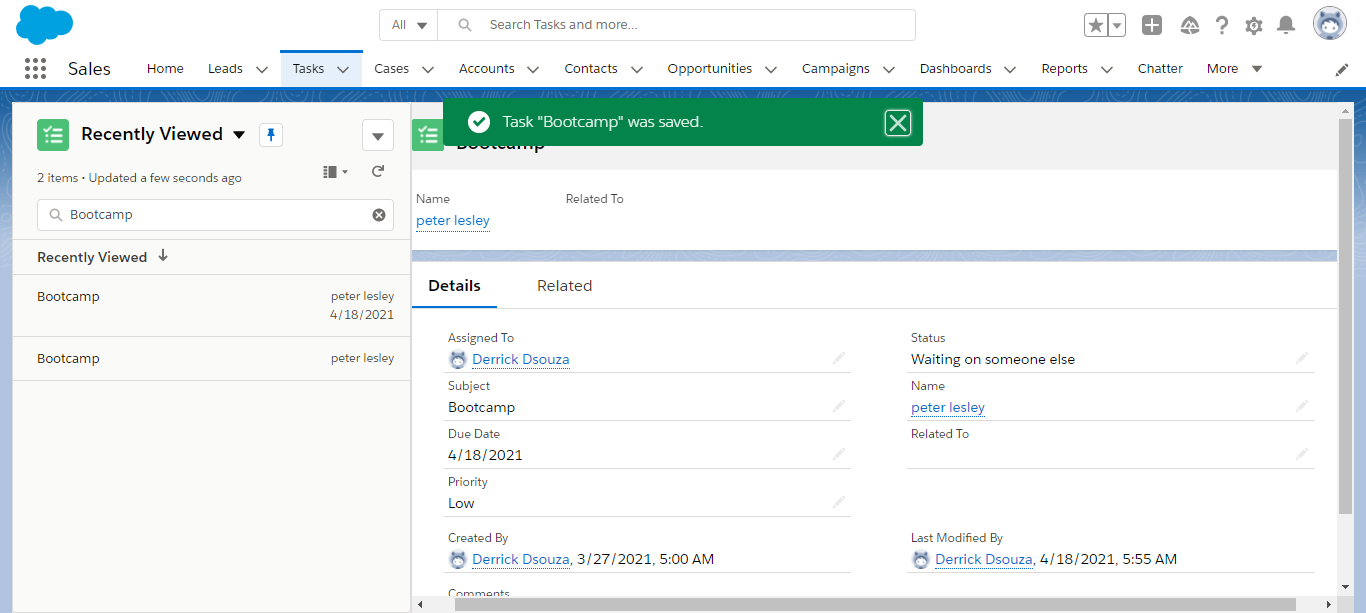 All
Search Tasks and more...
Sales
Home
Leads
Tasks
Cases
Accounts
Contacts
Opportunities
Campaigns
Dashboards
Reports
Chatter
More
Recently Viewed
2 items • Updated a few seconds ago
Bootcamp
Recently Viewed
Bootcamp
peter lesley
4/18/2021
Bootcamp
peter lesley
Task "Bootcamp" was saved.
Bootcamp
Name
Related To
peter lesley
Details
Related
Assigned To
Derrick Dsouza
Status
Waiting on someone else
Subject
Bootcamp
Name
peter lesley
Due Date
4/18/2021
Related To
Priority
Low
Created By
Derrick Dsouza, 3/27/2021, 5:00 AM
Last Modified By
Derrick Dsouza, 4/18/2021, 5:55 AM
Comments